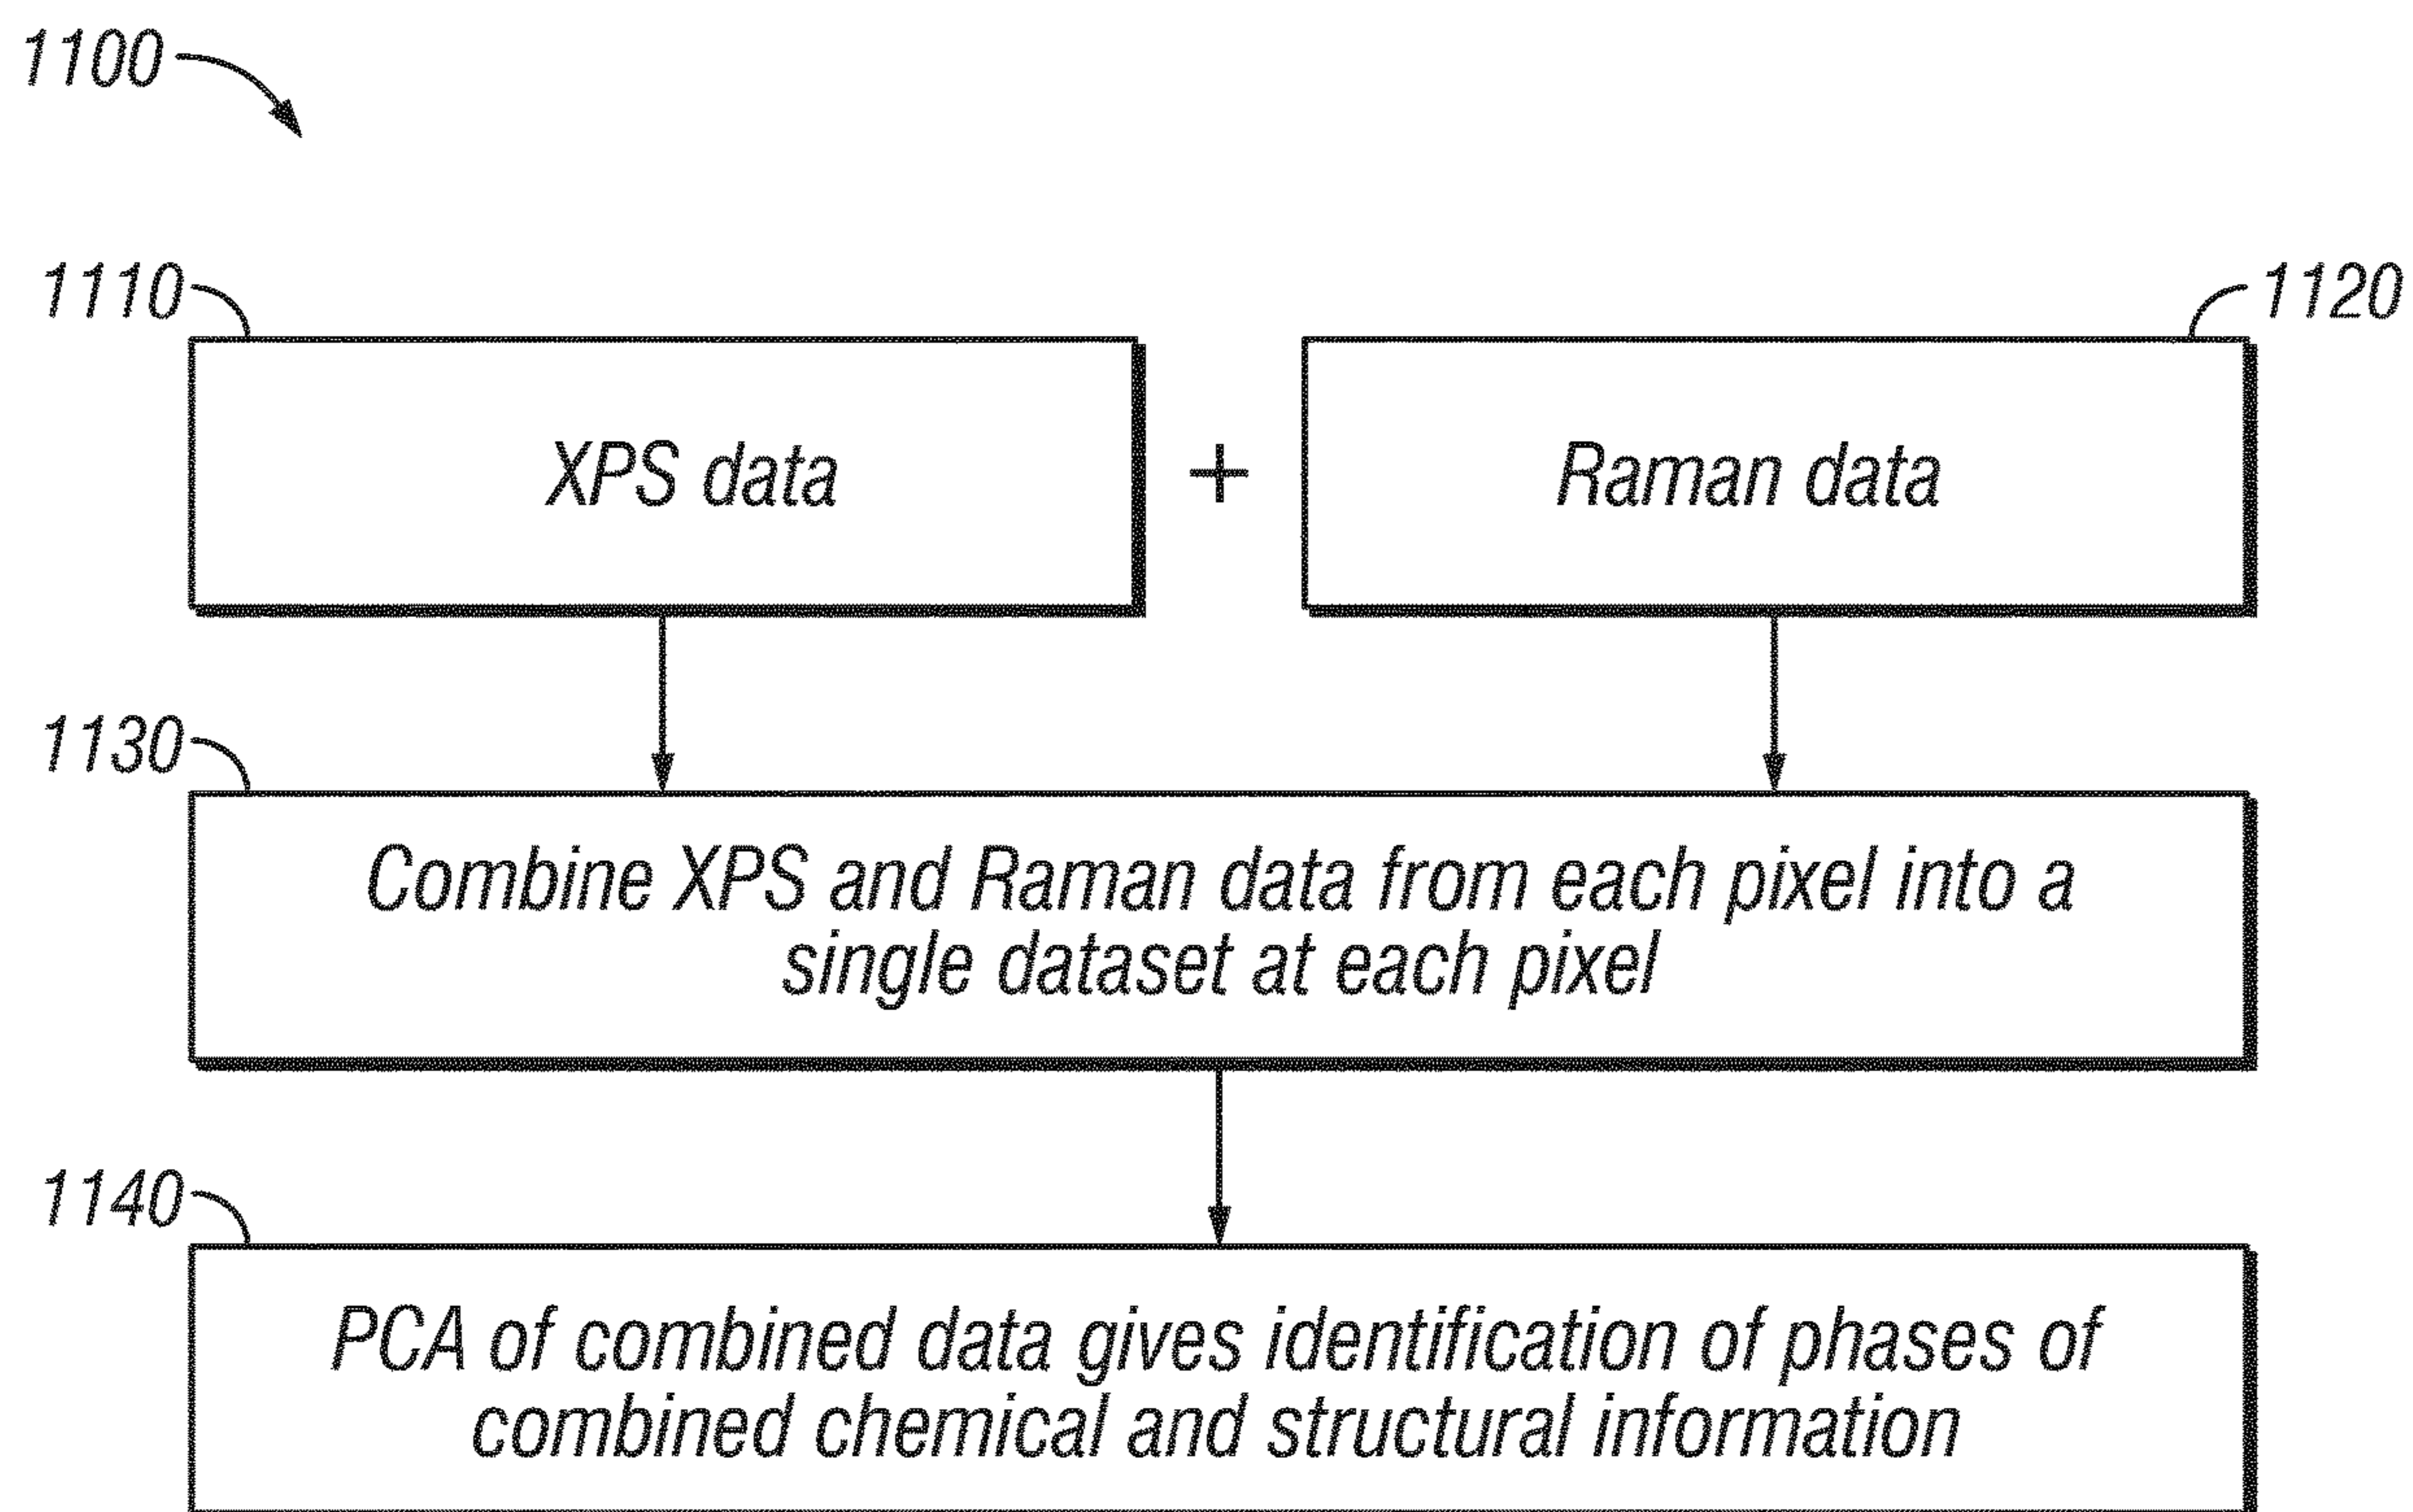 1100
1110
1120
XPS data
+
Raman data
1130
Combine XPS and Raman data from each pixel into a
single dataset at each pixel
1140
PCA of combined data gives identification of phases of
combined chemical and structural information